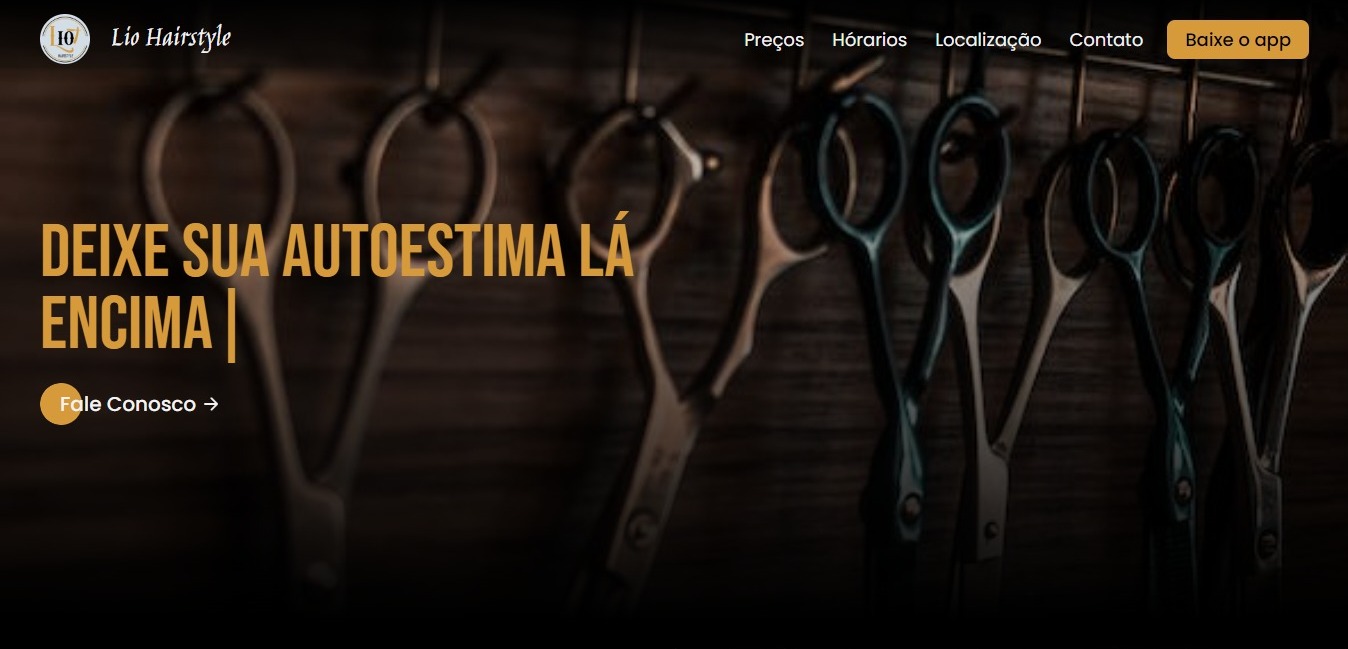 LIO
Lio Hairstyle
Preços
Hórarios
Localização
Contato
Baixe o app
DEIXE SUA AUTOESTIMA LÁ
ENCIMA |
Fale Conosco →